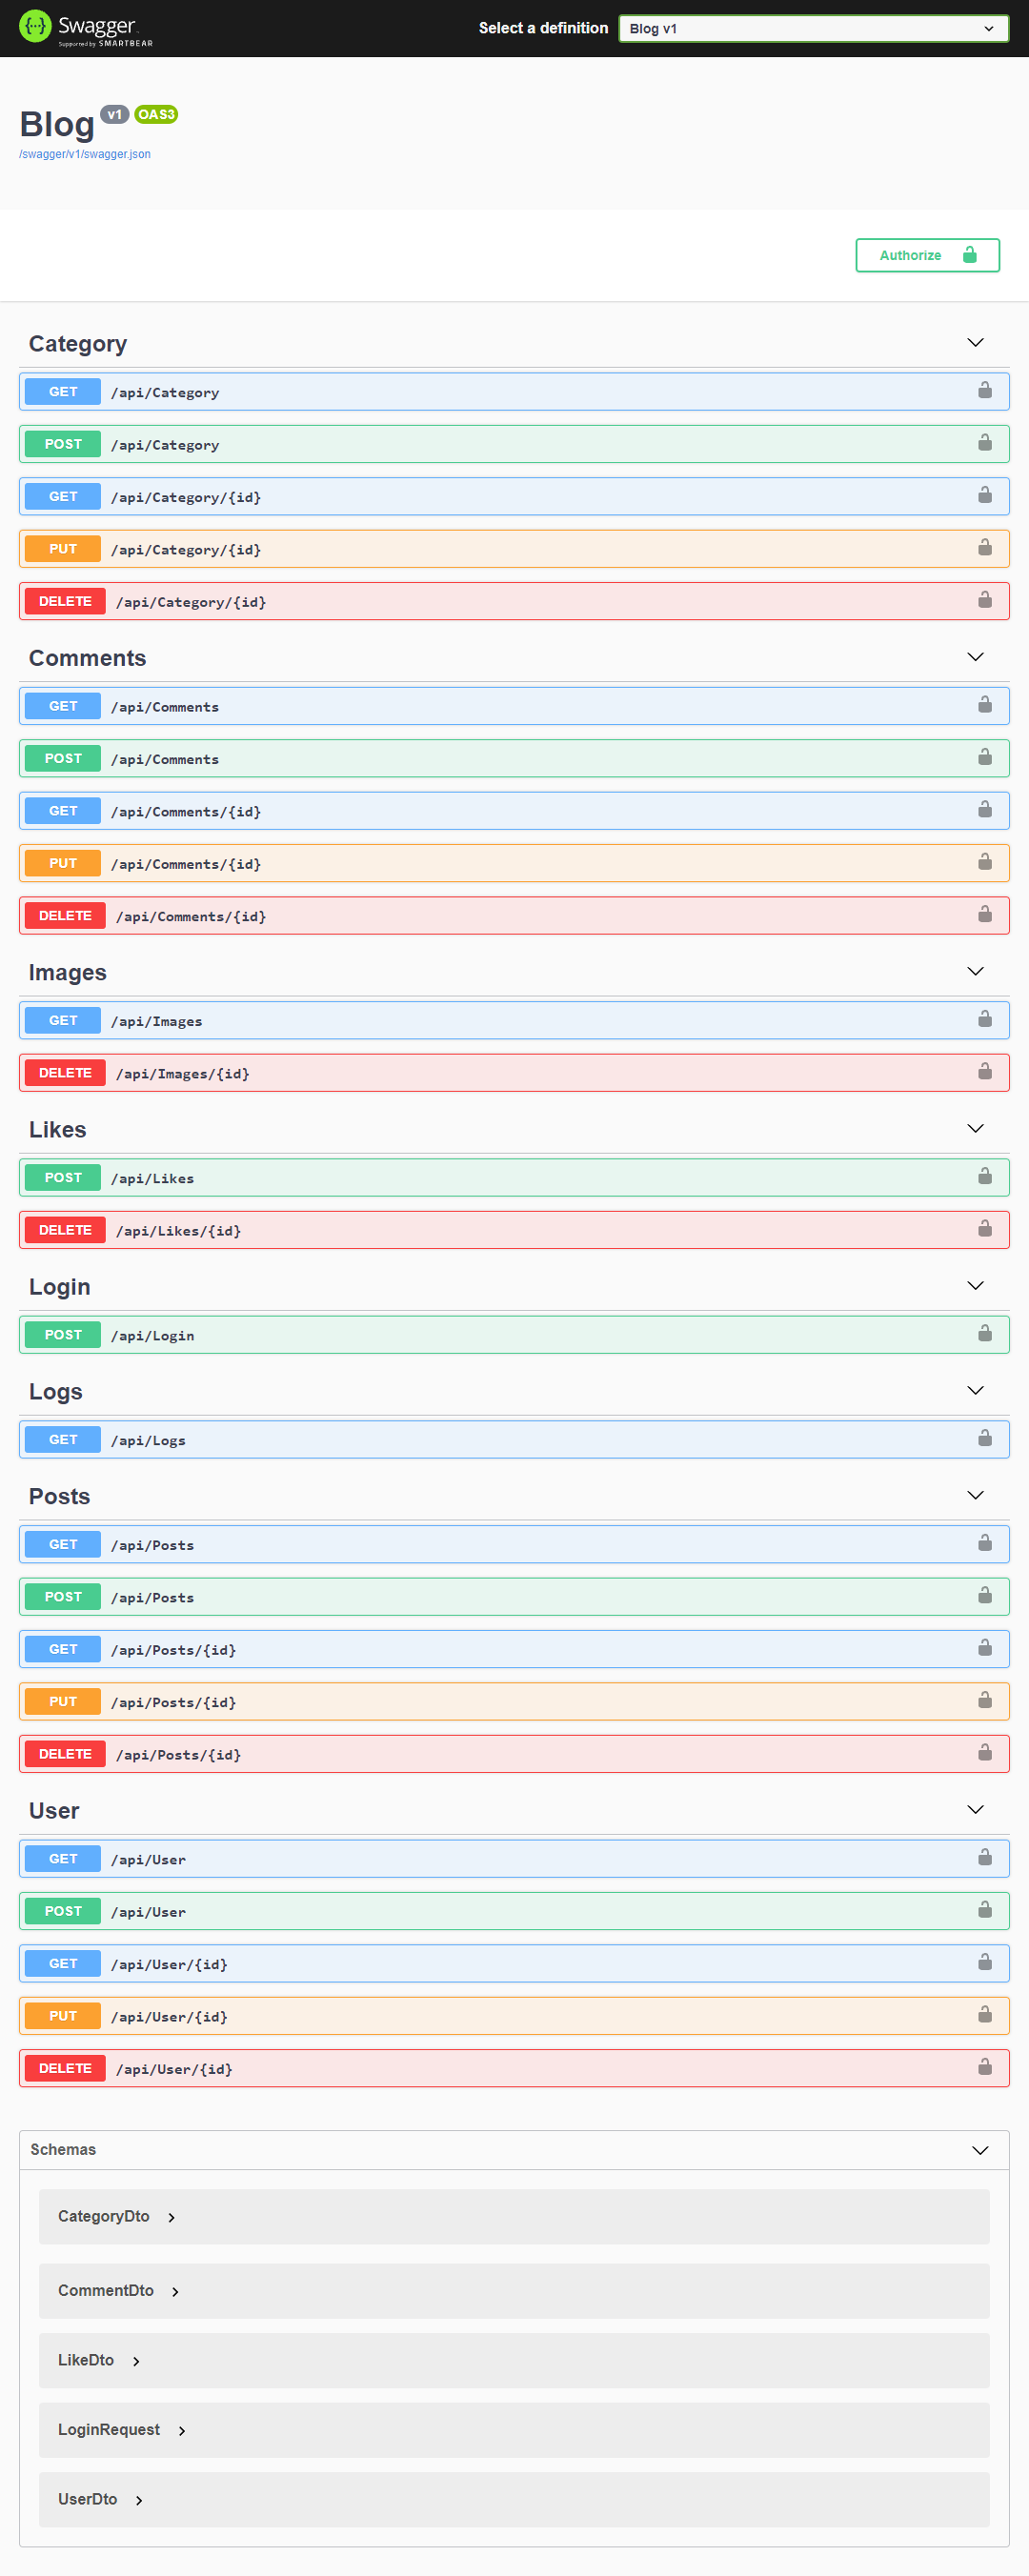 Swagger
Supported by SMARTBEAR
Select a definition
Blog v1
Blog v1 OAS3
/swagger/v1/swagger.json
Authorize
Category
GET /api/Category
POST /api/Category
GET /api/Category/{id}
PUT /api/Category/{id}
DELETE /api/Category/{id}
Comments
GET /api/Comments
POST /api/Comments
GET /api/Comments/{id}
PUT /api/Comments/{id}
DELETE /api/Comments/{id}
Images
GET /api/Images
DELETE /api/Images/{id}
Likes
POST /api/Likes
DELETE /api/Likes/{id}
Login
POST /api/Login
Logs
GET /api/Logs
Posts
GET /api/Posts
POST /api/Posts
GET /api/Posts/{id}
PUT /api/Posts/{id}
DELETE /api/Posts/{id}
User
GET /api/User
POST /api/User
GET /api/User/{id}
PUT /api/User/{id}
DELETE /api/User/{id}
Schemas
CategoryDto
CommentDto
LikeDto
LoginRequest
UserDto